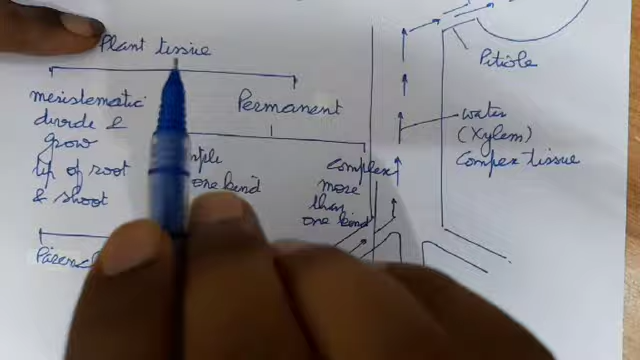 Plant tissue
meristematic
divide &
grow
tip of root
& shoot
Permanent
one kind
complex
more
than
one kind
Petiole
water
(Xylem)
Compex tissue